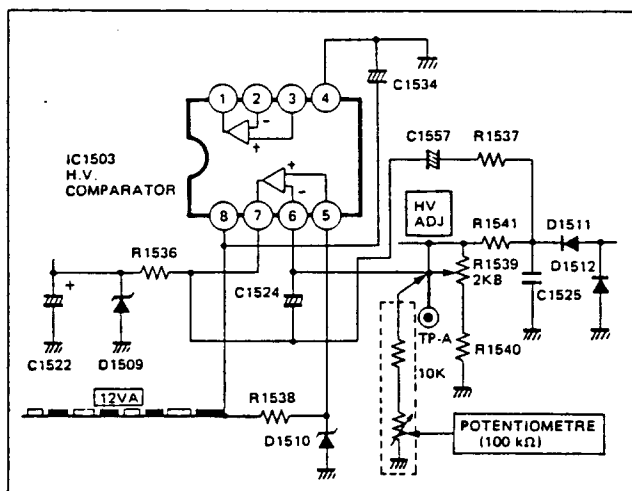 1 2 3 4
C1534
- +
IC1503
H.V.
COMPARATOR
+ -
8 7 6 5
C1557 R1537
HV
ADJ
R1541 D1511
R1536
C1524
R1539
2KB
D1512
C1525
+
TP-A
C1522 D1509
10K
R1540
12VA
R1538
D1510
POTENTIOMETRE
(100 kΩ)